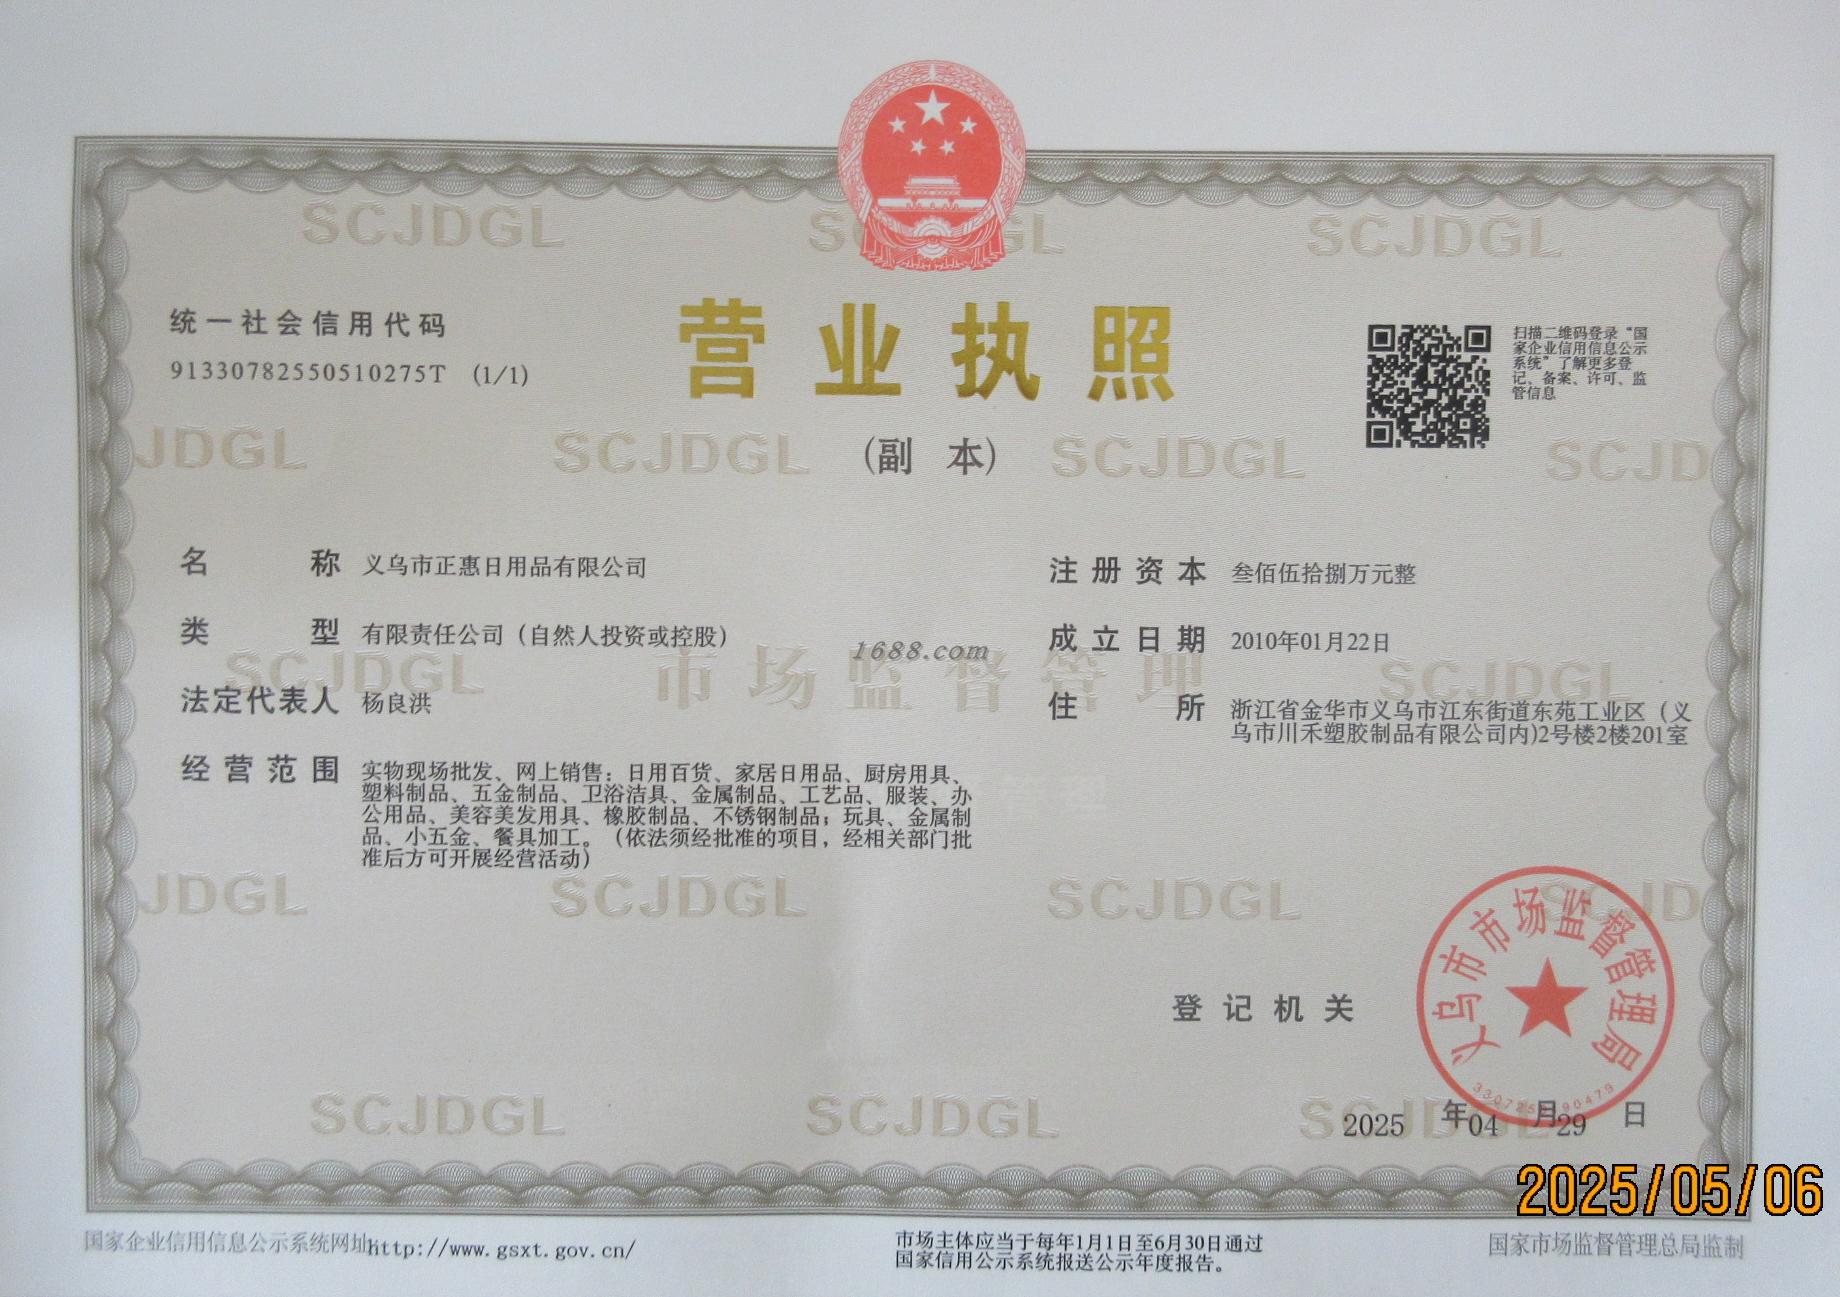 SCJDGL SCJDGL SCJDGL
统一社会信用代码
91330782550510275T (1/1)
营业执照
(副 本)
扫描二维码登录“国
家企业信用信息公示
系统”了解更多登
记、备案、许可、监
管信息
JDGL SCJDGL SCJDGL SCJD
名称 义乌市正惠日用品有限公司
类型 有限责任公司（自然人投资或控股）
法定代表人 杨良洪
经营范围 实物现场批发、网上销售：日用百货、家居日用品、厨房用具、
塑料制品、五金制品、卫浴洁具、金属制品、工艺品、服装、办
公用品、美容美发用具、橡胶制品、不锈钢制品；玩具、金属制
品、小五金、餐具加工。（依法须经批准的项目，经相关部门批
准后方可开展经营活动）
注册资本 叁佰伍拾捌万元整
成立日期 2010年01月22日
住所 浙江省金华市义乌市江东街道东苑工业区（义
乌市川禾塑胶制品有限公司内)2号楼2楼201室
1688.com
SCJDGL 市场监督管理 SCJDGL
JDGL SCJDGL SCJDGL SCJD
登记机关
义乌市市场监督管理局
2025年04月29日
SCJDGL SCJDGL SCJDGL
2025/05/06
国家企业信用信息公示系统网址http://www.gsxt.gov.cn/
市场主体应当于每年1月1日至6月30日通过
国家信用公示系统报送公示年度报告。
国家市场监督管理总局监制